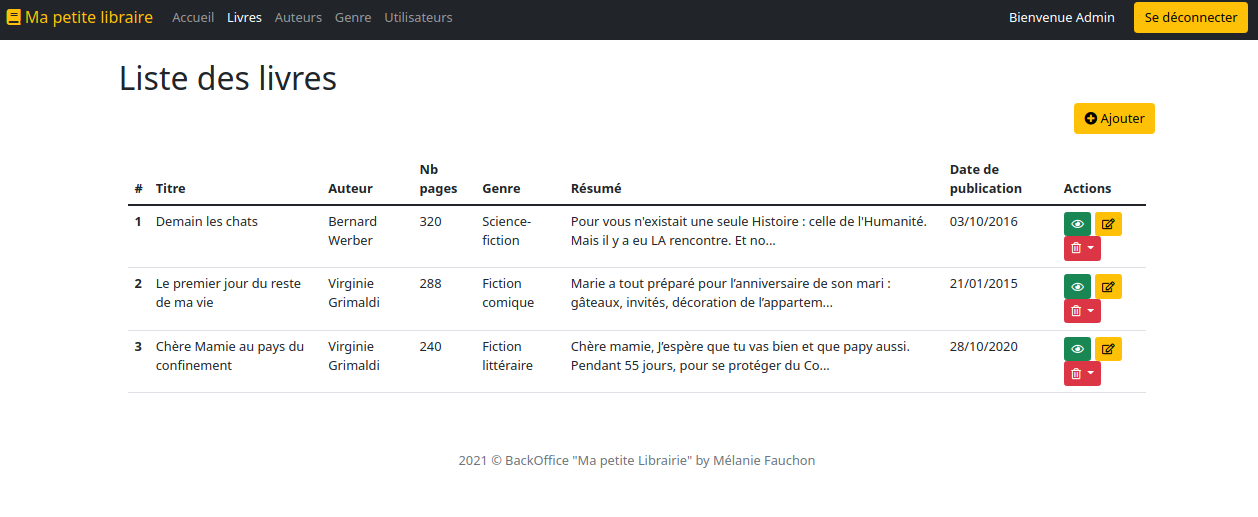 Ma petite libraire Accueil Livres Auteurs Genre Utilisateurs Bienvenue Admin Se déconnecter
Liste des livres
Ajouter
# Titre Auteur Nb pages Genre Résumé Date de publication Actions
1 Demain les chats Bernard Werber 320 Science-fiction Pour vous n'existait une seule Histoire : celle de l'Humanité. Mais il y a eu LA rencontre. Et no... 03/10/2016
2 Le premier jour du reste de ma vie Virginie Grimaldi 288 Fiction comique Marie a tout préparé pour l’anniversaire de son mari : gâteaux, invités, décoration de l’appartem... 21/01/2015
3 Chère Mamie au pays du confinement Virginie Grimaldi 240 Fiction littéraire Chère mamie, J’espère que tu vas bien et que papy aussi. Pendant 55 jours, pour se protéger du Co... 28/10/2020
2021 © BackOffice "Ma petite Librairie" by Mélanie Fauchon